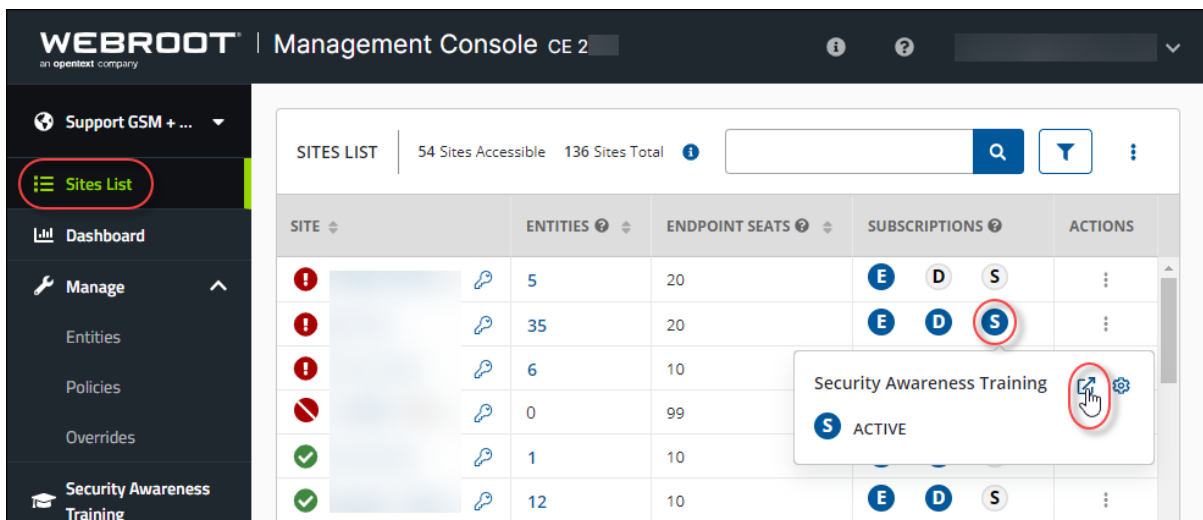 WEBROOT® | Management Console CE 2
an opentext company
Support GSM + ...
Sites List
Dashboard
Manage
Entities
Policies
Overrides
Security Awareness
Training
SITES LIST 54 Sites Accessible 136 Sites Total
SITE ENTITIES ENDPOINT SEATS SUBSCRIPTIONS ACTIONS
5 20 E D S
35 20 E D S
6 10
0 99
1 10
12 10 E D S
Security Awareness Training
S ACTIVE